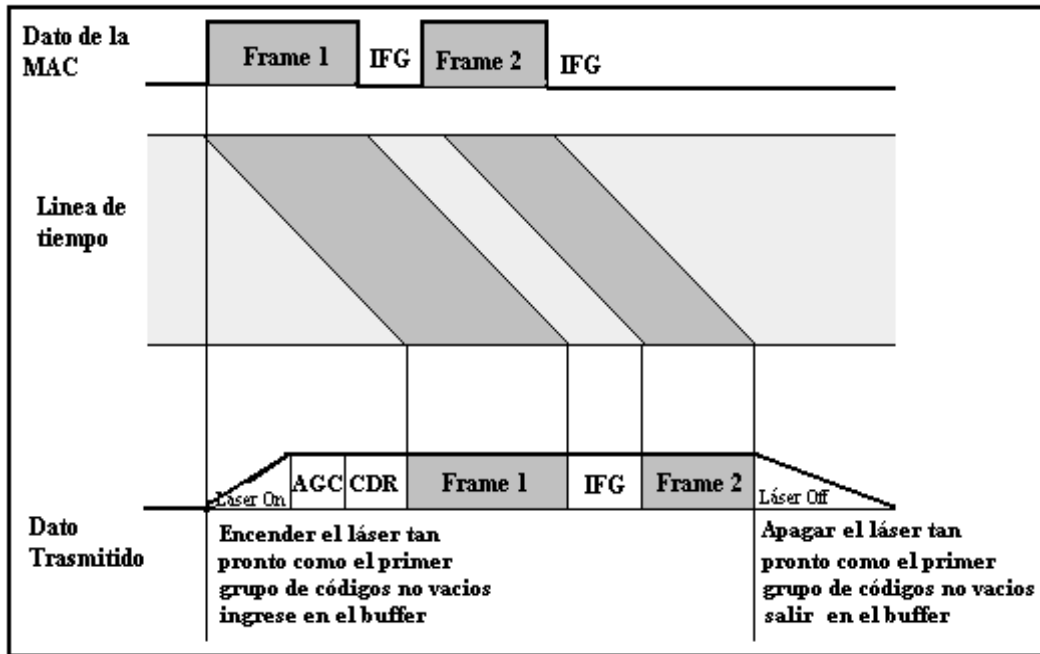 Dato de la
MAC
Frame 1
IFG
Frame 2
IFG
Linea de
tiempo
Láser On
AGC
CDR
Frame 1
IFG
Frame 2
Láser Off
Dato
Trasmitido
Encender el láser tan
pronto como el primer
grupo de códigos no vacios
ingrese en el buffer
Apagar el láser tan
pronto como el primer
grupo de códigos no vacios
salir en el buffer